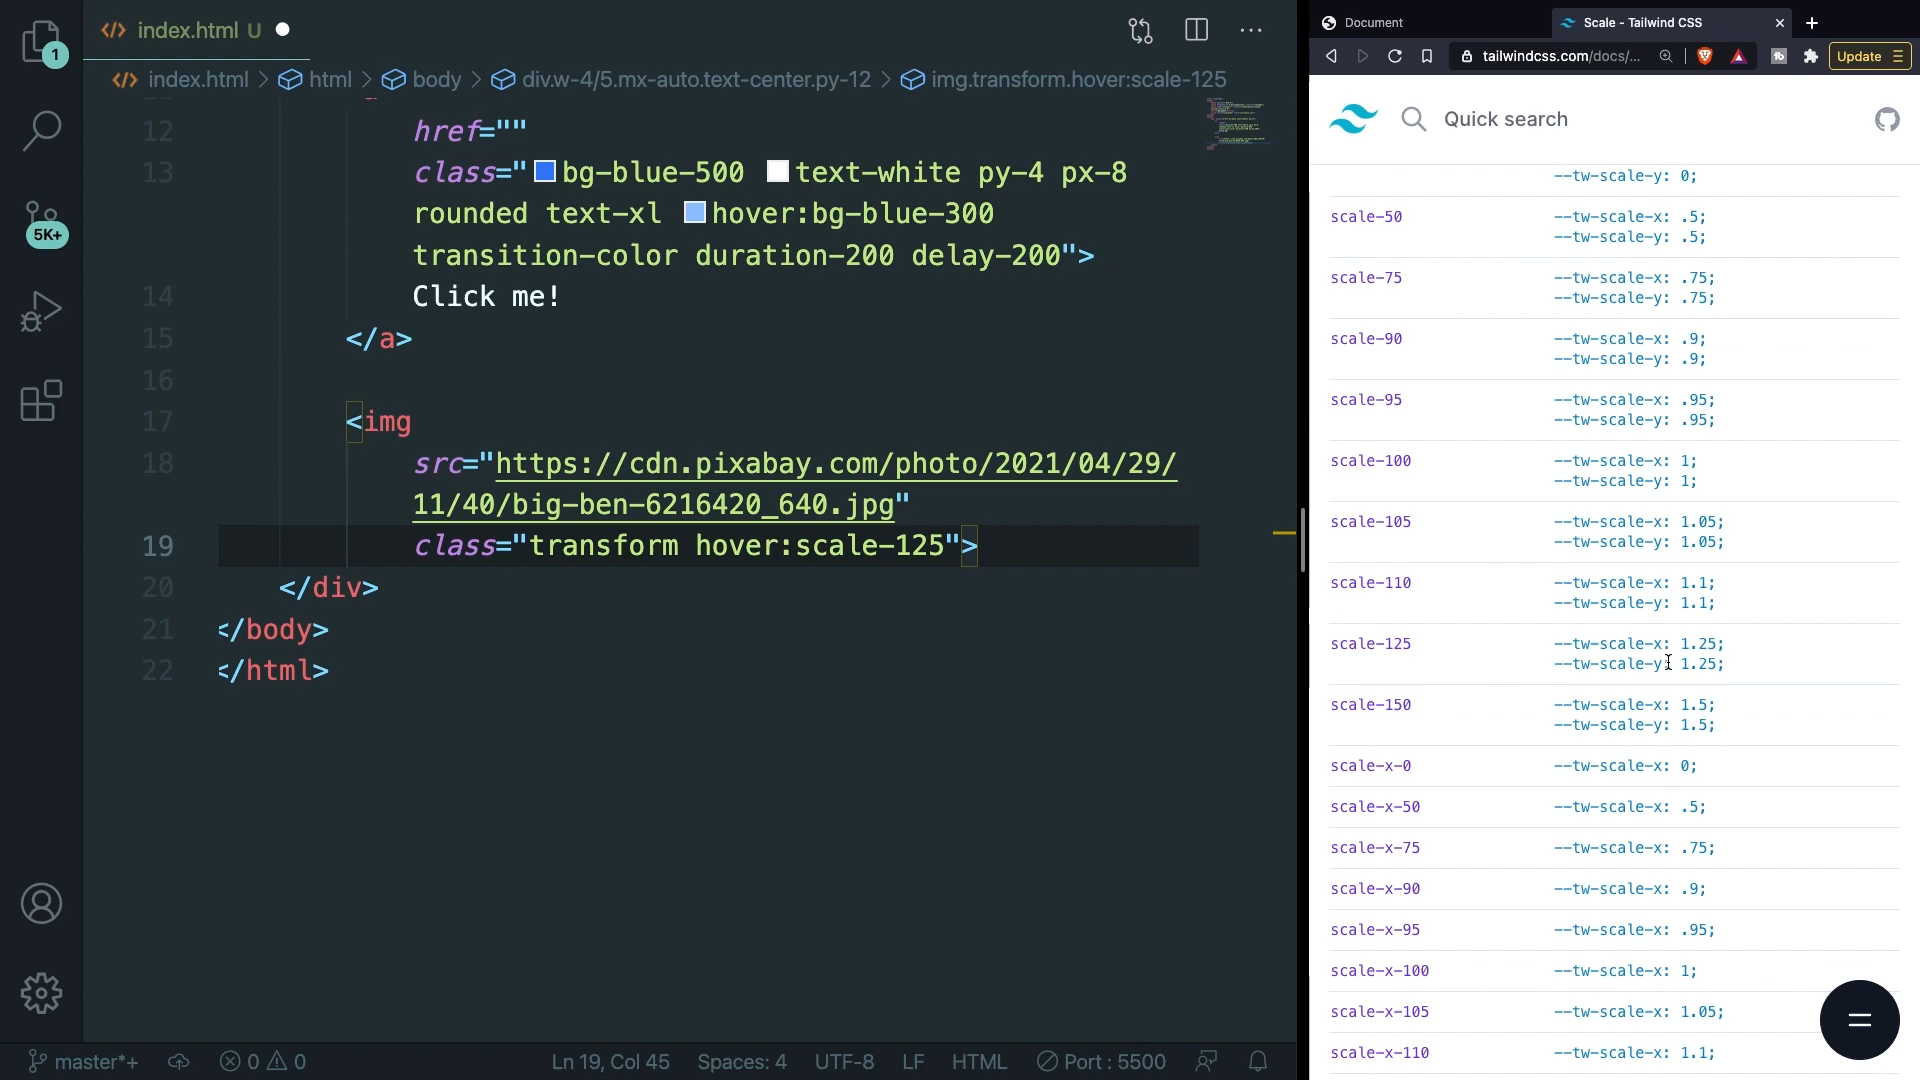 1
5K+
index.html U
index.html > html > body > div.w-4/5.mx-auto.text-center.py-12 > img.transform.hover:scale-125
12 href=""
13 class="bg-blue-500 text-white py-4 px-8
rounded text-xl hover:bg-blue-300
transition-color duration-200 delay-200">
14 Click me!
15 </a>
16
17 <img
18 src="https://cdn.pixabay.com/photo/2021/04/29/
11/40/big-ben-6216420_640.jpg"
19 class="transform hover:scale-125">
20 </div>
21 </body>
22 </html>
master*+ 0 0 Ln 19, Col 45 Spaces: 4 UTF-8 LF HTML Port : 5500
Document Scale - Tailwind CSS
tailwindcss.com/docs/... Update
Quick search
--tw-scale-y: 0;
scale-50 --tw-scale-x: .5;
--tw-scale-y: .5;
scale-75 --tw-scale-x: .75;
--tw-scale-y: .75;
scale-90 --tw-scale-x: .9;
--tw-scale-y: .9;
scale-95 --tw-scale-x: .95;
--tw-scale-y: .95;
scale-100 --tw-scale-x: 1;
--tw-scale-y: 1;
scale-105 --tw-scale-x: 1.05;
--tw-scale-y: 1.05;
scale-110 --tw-scale-x: 1.1;
--tw-scale-y: 1.1;
scale-125 --tw-scale-x: 1.25;
--tw-scale-y: 1.25;
scale-150 --tw-scale-x: 1.5;
--tw-scale-y: 1.5;
scale-x-0 --tw-scale-x: 0;
scale-x-50 --tw-scale-x: .5;
scale-x-75 --tw-scale-x: .75;
scale-x-90 --tw-scale-x: .9;
scale-x-95 --tw-scale-x: .95;
scale-x-100 --tw-scale-x: 1;
scale-x-105 --tw-scale-x: 1.05;
scale-x-110 --tw-scale-x: 1.1;